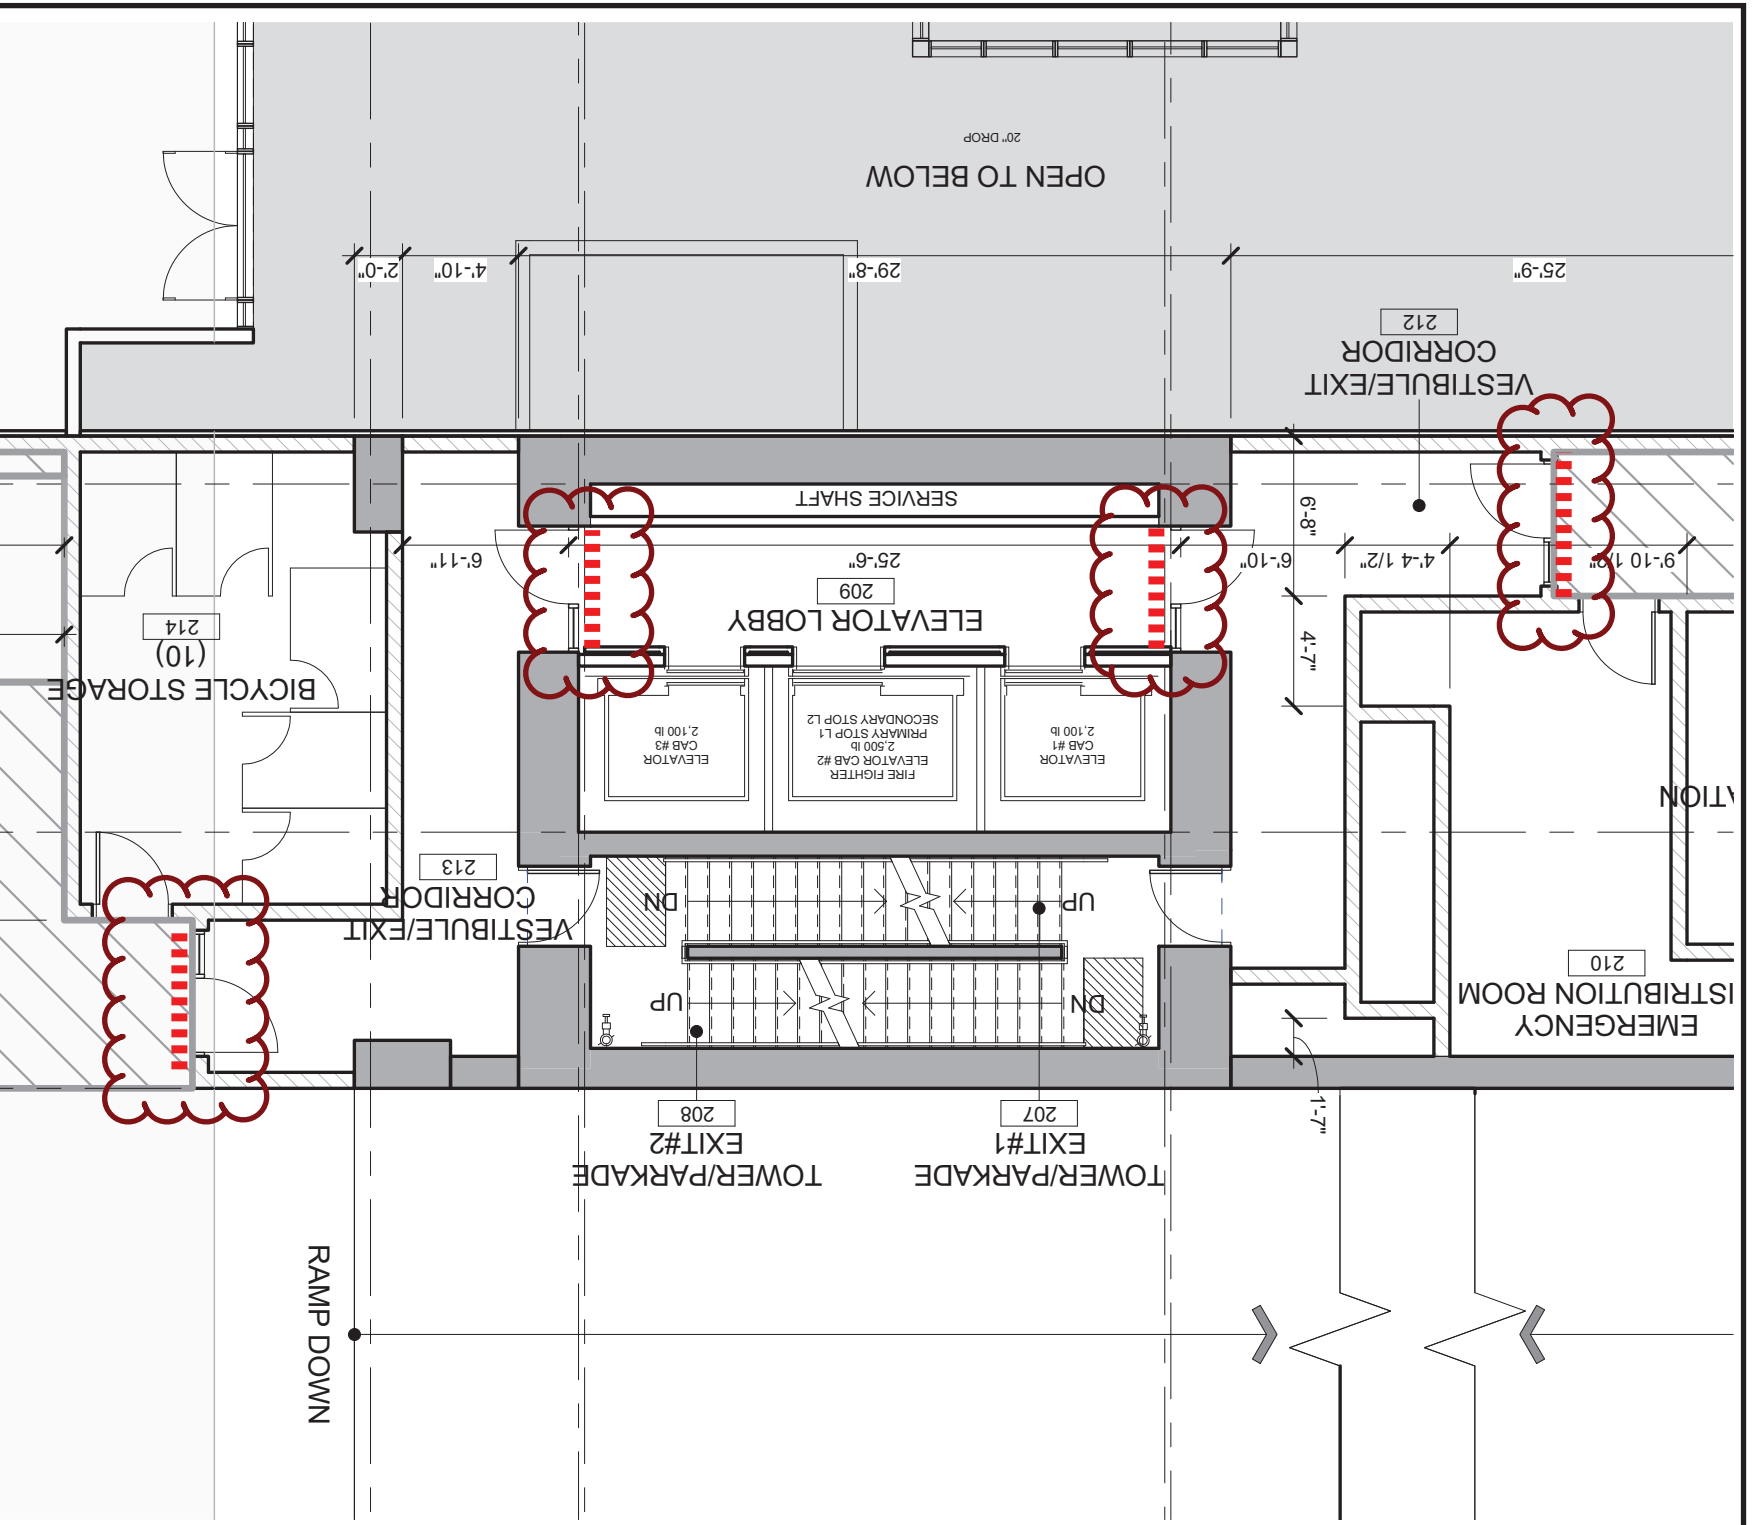 RAMP DOWN
TOWER/PARKADE
EXIT#1
207
TOWER/PARKADE
EXIT#2
208
1'-7"
EMERGENCY
ISTRIBUTION ROOM
210
DN
UP
UP
DN
VESTIBULE/EXIT
CORRIDOR
213
ATION
ELEVATOR
CAB #1
2,100 lb
FIRE FIGHTER
ELEVATOR CAB #2
2,500 lb
PRIMARY STOP L1
SECONDARY STOP L2
ELEVATOR
CAB #3
2,100 lb
BICYCLE STORAGE
(10)
214
4'-7"
ELEVATOR LOBBY
209
9'-10 1/2"
4'-4 1/2"
6'-10"
25'-6"
6'-11"
6'-8"
SERVICE SHAFT
VESTIBULE/EXIT
CORRIDOR
212
25'-9"
29'-8"
4'-10"
2'-0"
OPEN TO BELOW
20" DROP